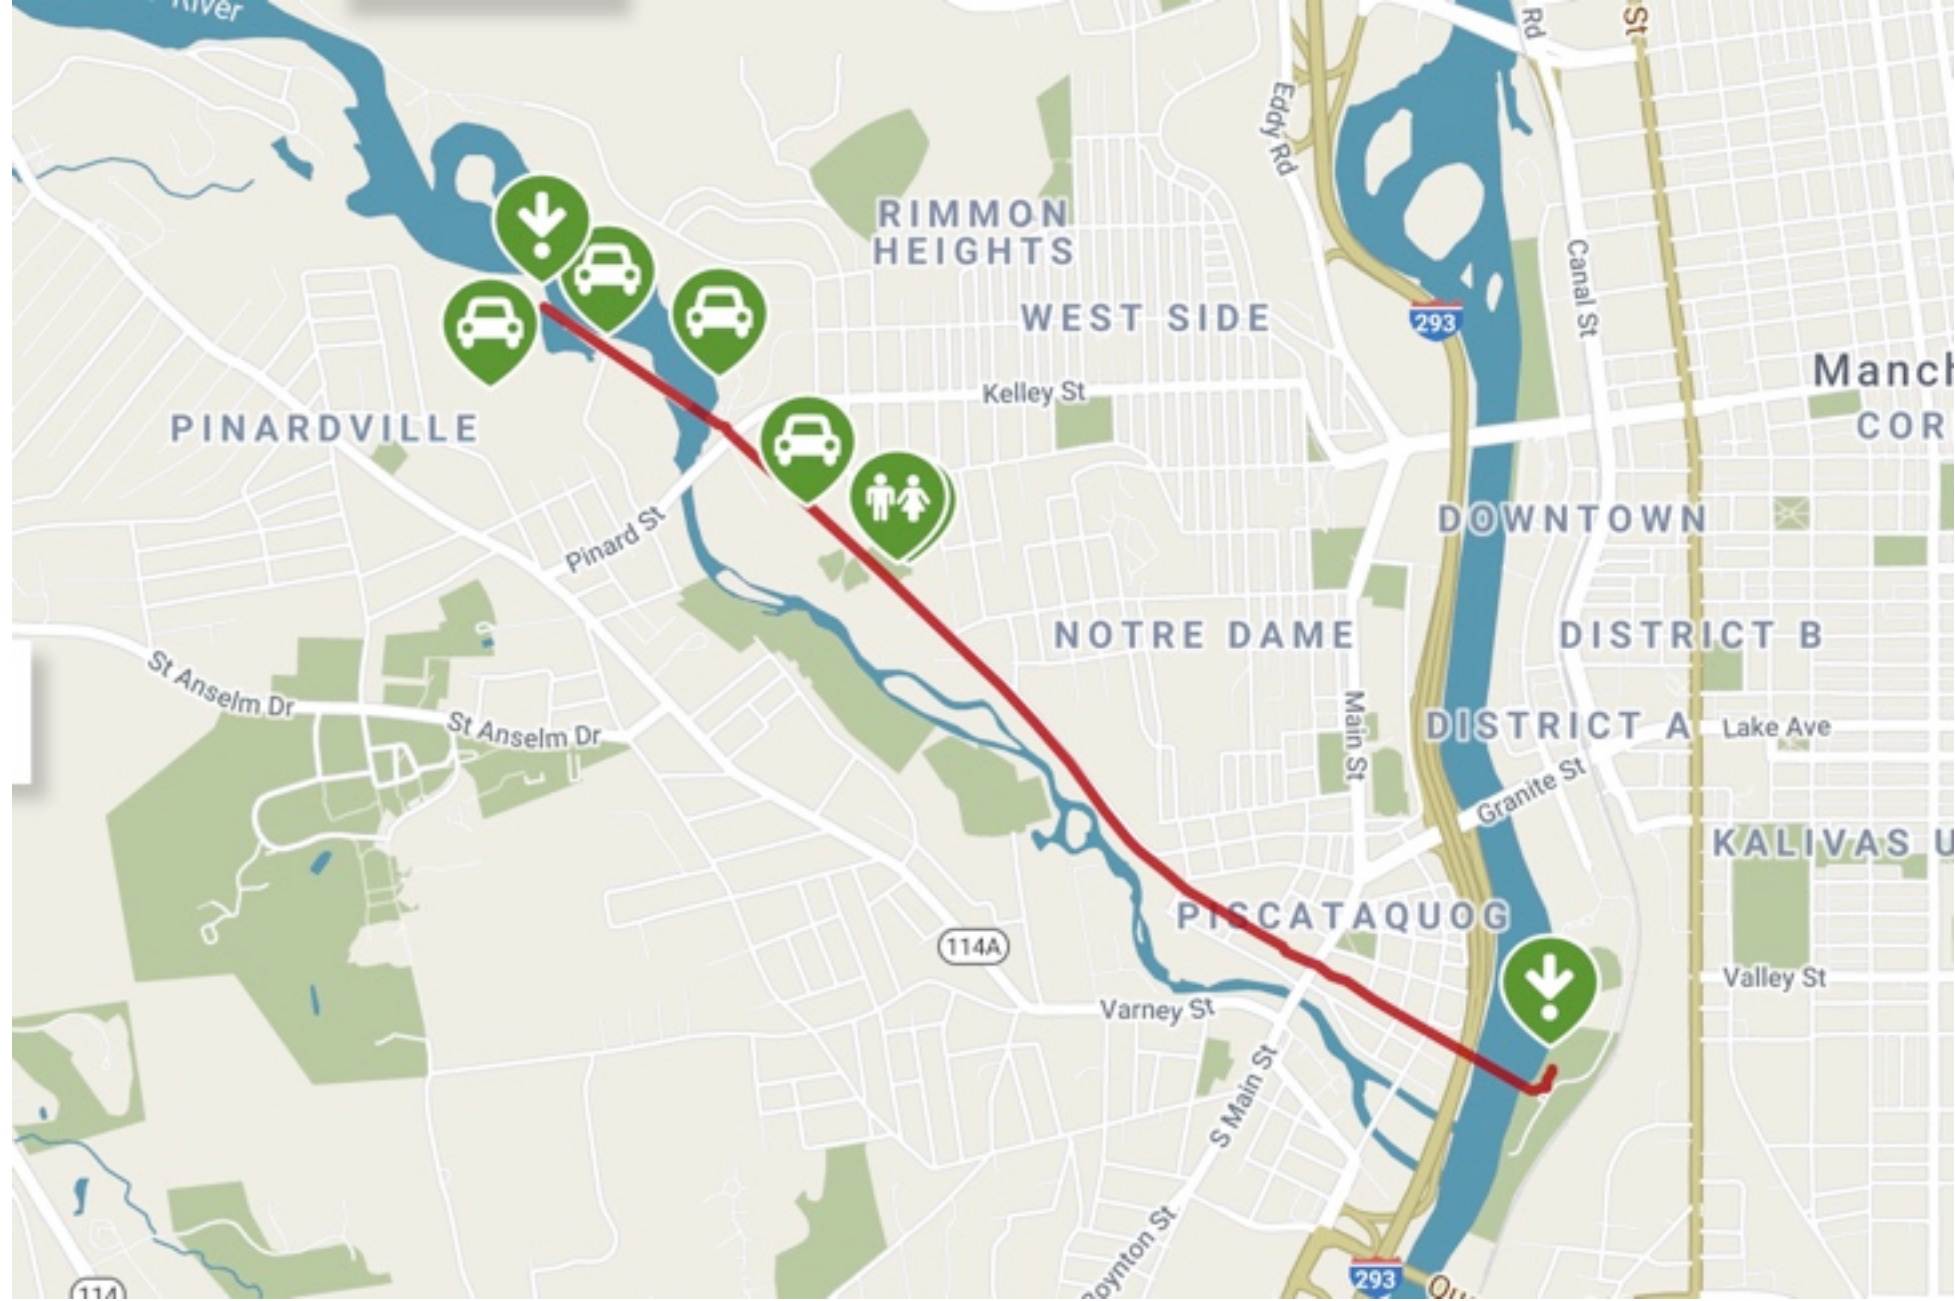 River
Rd
St
Eddy Rd
RIMMON
HEIGHTS
WEST SIDE
Canal St
293
Kelley St
Manch
COR
PINARDVILLE
Pinard St
DOWNTOWN
NOTRE DAME
DISTRICT B
St Anselm Dr
St Anselm Dr
Main St
DISTRICT A
Lake Ave
Granite St
KALIVAS U
PISCATAQUOG
114A
Valley St
Varney St
S Main St
Boynton St
293
Qu
114